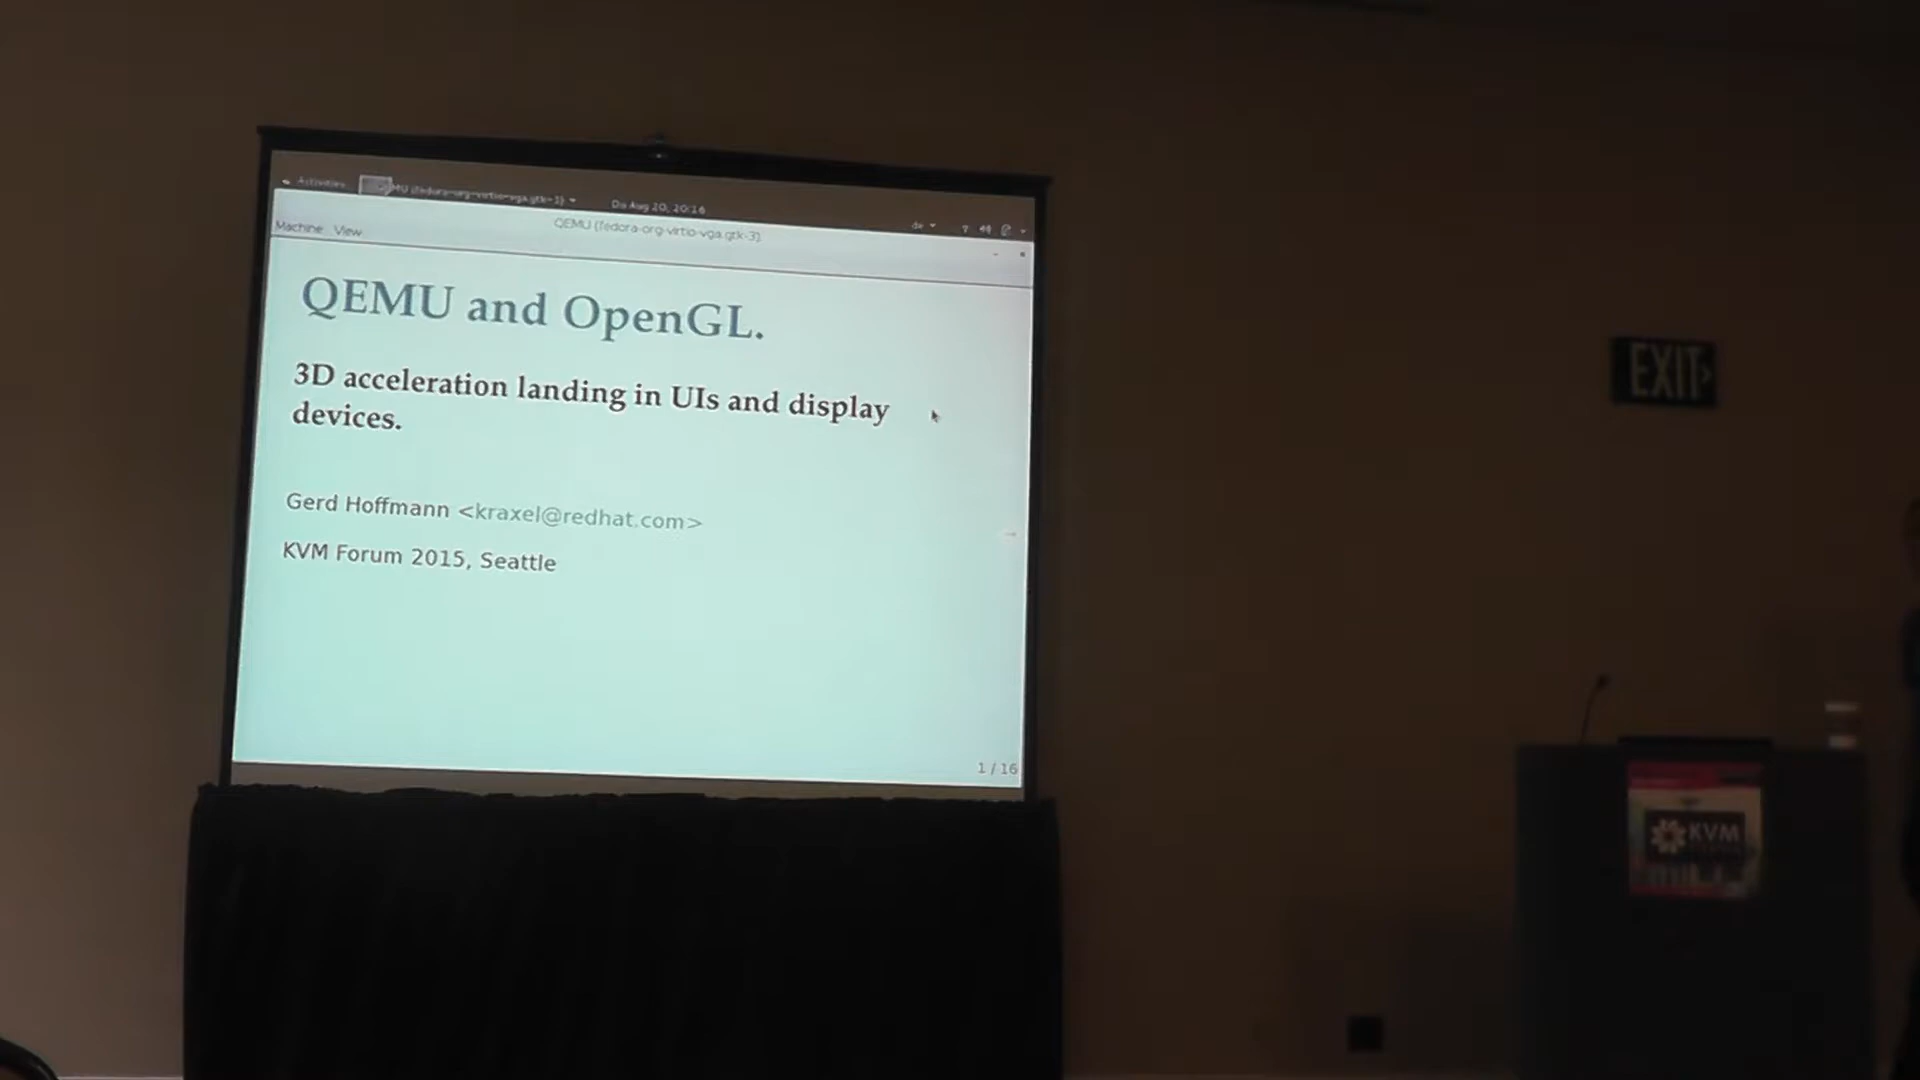 Activities
QEMU (fedora-org-virtio-vga.gtk-3)
Do Aug 20, 20:16
de
QEMU (fedora-org-virtio-vga.gtk-3)
Machine View
QEMU and OpenGL.
3D acceleration landing in UIs and display
devices.
Gerd Hoffmann <kraxel@redhat.com>
KVM Forum 2015, Seattle
1 / 16
EXIT
KVM